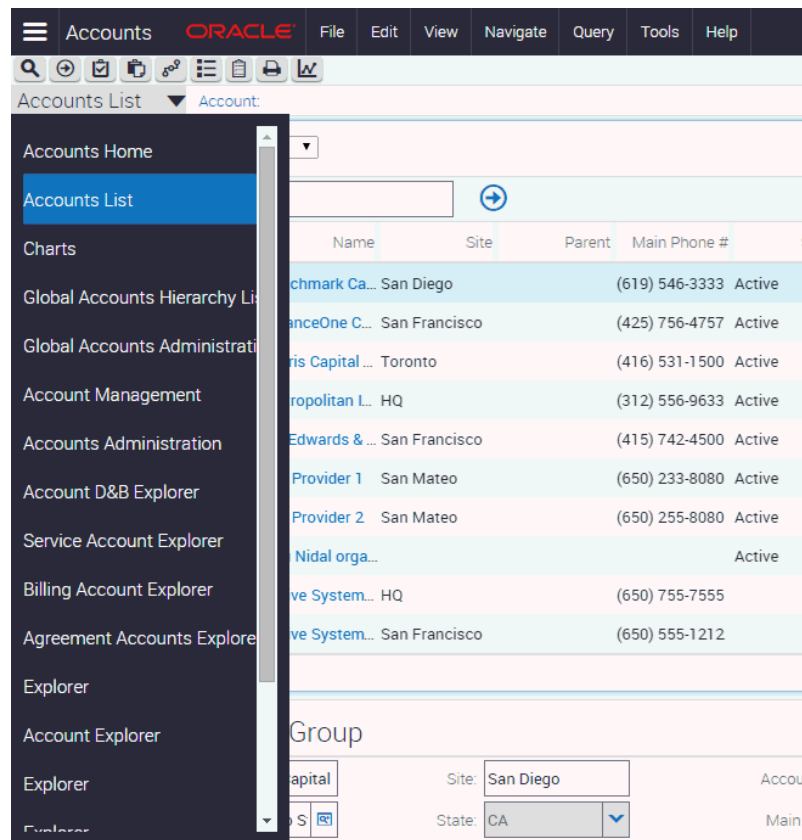 Accounts ORACLE File Edit View Navigate Query Tools Help
Accounts List Account:
Accounts Home
Accounts List
Charts
Global Accounts Hierarchy Lis
Global Accounts Administrati
Account Management
Accounts Administration
Account D&B Explorer
Service Account Explorer
Billing Account Explorer
Agreement Accounts Explore
Explorer
Account Explorer
Explorer
Explorer
Name Site Parent Main Phone #
chmark Ca... San Diego (619) 546-3333 Active
anceOne C... San Francisco (425) 756-4757 Active
ris Capital ... Toronto (416) 531-1500 Active
ropolitan I... HQ (312) 556-9633 Active
Edwards & ... San Francisco (415) 742-4500 Active
Provider 1 San Mateo (650) 233-8080 Active
Provider 2 San Mateo (650) 255-8080 Active
Nidal orga... Active
ve System... HQ (650) 755-7555
ve System... San Francisco (650) 555-1212
Group
apital Site: San Diego Accou
S State: CA Main